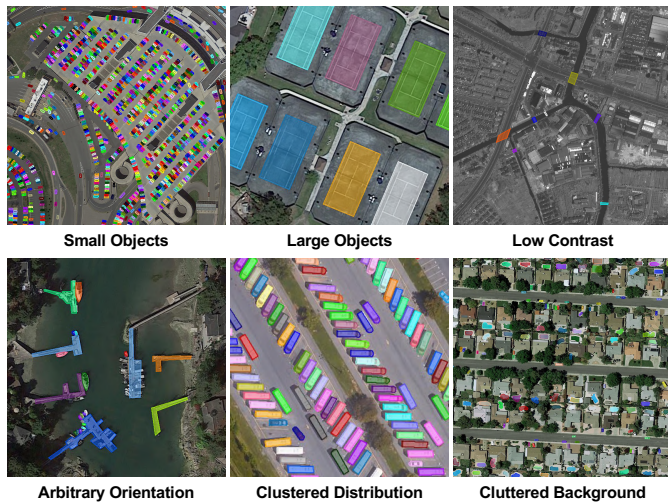 Small Objects
Large Objects
Low Contrast
Arbitrary Orientation
Clustered Distribution
Cluttered Background